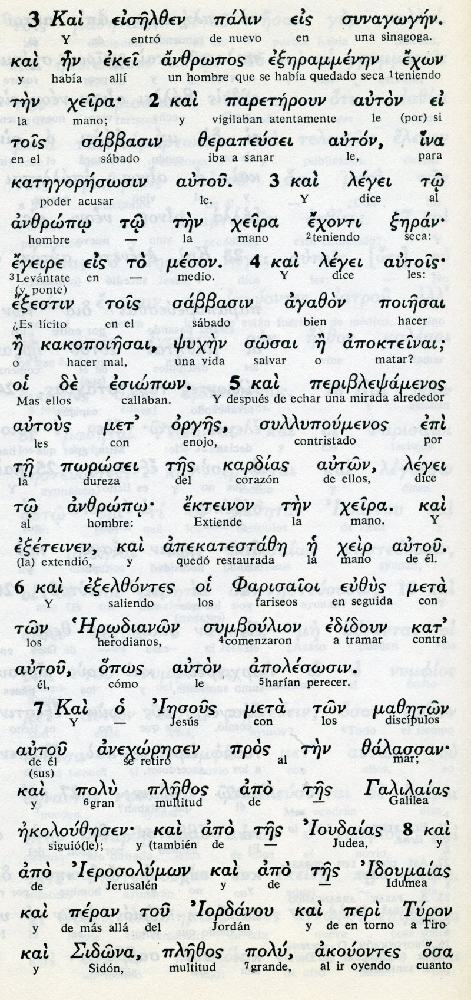 3 Καὶ εἰσῆλθεν πάλιν εἰς συναγωγήν.
Y entró de nuevo en una sinagoga.
καὶ ἦν ἐκεῖ ἄνθρωπος ἐξηραμμένην ἔχων
y había allí un hombre que se había quedado seca 1teniendo
τὴν χεῖρα· 2 καὶ παρετήρουν αὐτὸν εἰ
la mano; y vigilaban atentamente le (por) si
τοῖς σάββασιν θεραπεύσει αὐτόν, ἵνα
en el sábado iba a sanar le, para
κατηγορήσωσιν αὐτοῦ. 3 καὶ λέγει τῷ
poder acusar le. Y dice al
ἀνθρώπῳ τῷ τὴν χεῖρα ἔχοντι ξηράν·
hombre — la mano 2teniendo seca:
ἔγειρε εἰς τὸ μέσον. 4 καὶ λέγει αὐτοῖς·
3Levántate en — medio. Y dice les:
(y ponte)
ἔξεστιν τοῖς σάββασιν ἀγαθὸν ποιῆσαι
¿Es lícito en el sábado bien hacer
ἢ κακοποιῆσαι, ψυχὴν σῶσαι ἢ ἀποκτεῖναι;
o hacer mal, una vida salvar o matar?
οἱ δὲ ἐσιώπων. 5 καὶ περιβλεψάμενος
Mas ellos callaban. Y después de echar una mirada alrededor
αὐτοὺς μετ' ὀργῆς, συλλυπούμενος ἐπὶ
les con enojo, contristado por
τῇ πωρώσει τῆς καρδίας αὐτῶν, λέγει
la dureza del corazón de ellos, dice
τῷ ἀνθρώπῳ· ἔκτεινον τὴν χεῖρα. καὶ
al hombre: Extiende la mano. Y
ἐξέτεινεν, καὶ ἀπεκατεστάθη ἡ χεὶρ αὐτοῦ.
(la) extendió, y quedó restaurada la mano de él.
6 καὶ ἐξελθόντες οἱ Φαρισαῖοι εὐθὺς μετὰ
Y saliendo los fariseos en seguida con
τῶν Ἡρῳδιανῶν συμβούλιον ἐδίδουν κατ'
los herodianos, 4comenzaron a tramar contra
αὐτοῦ, ὅπως αὐτὸν ἀπολέσωσιν.
él, cómo le 5harían perecer.
7 Καὶ ὁ Ἰησοῦς μετὰ τῶν μαθητῶν
Y — Jesús con los discípulos
αὐτοῦ ἀνεχώρησεν πρὸς τὴν θάλασσαν·
de él se retiró al mar;
(sus)
καὶ πολὺ πλῆθος ἀπὸ τῆς Γαλιλαίας
y 6gran multitud de — Galilea
ἠκολούθησεν· καὶ ἀπὸ τῆς Ἰουδαίας 8 καὶ
siguió(le); y (también de — Judea, y
ἀπὸ Ἱεροσολύμων καὶ ἀπὸ τῆς Ἰδουμαίας
de Jerusalén y de — Idumea
καὶ πέραν τοῦ Ἰορδάνου καὶ περὶ Τύρον
y de más allá del Jordán y de en torno a Tiro
καὶ Σιδῶνα, πλῆθος πολύ, ἀκούοντες ὅσα
y Sidón, multitud 7grande, al ir oyendo cuanto